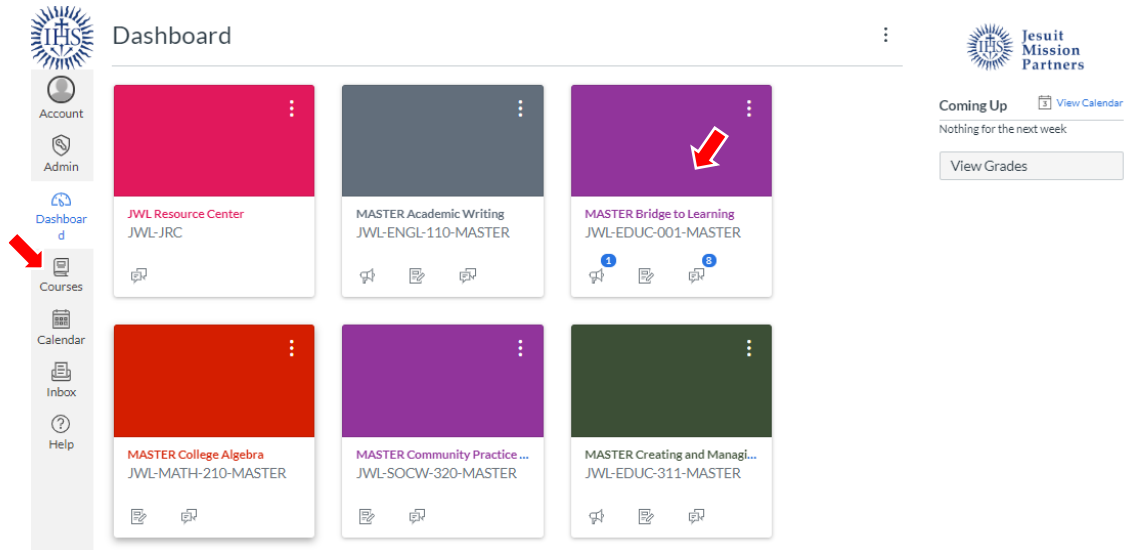 IHS
Dashboard
Jesuit
Mission
Partners
Account
Admin
Dashboar
d
Courses
Calendar
Inbox
Help
JWL Resource Center
JWL-JRC
MASTER Academic Writing
JWL-ENGL-110-MASTER
MASTER Bridge to Learning
JWL-EDUC-001-MASTER
1
8
MASTER College Algebra
JWL-MATH-210-MASTER
MASTER Community Practice ...
JWL-SOCW-320-MASTER
MASTER Creating and Managi...
JWL-EDUC-311-MASTER
Coming Up
3 View Calendar
Nothing for the next week
View Grades